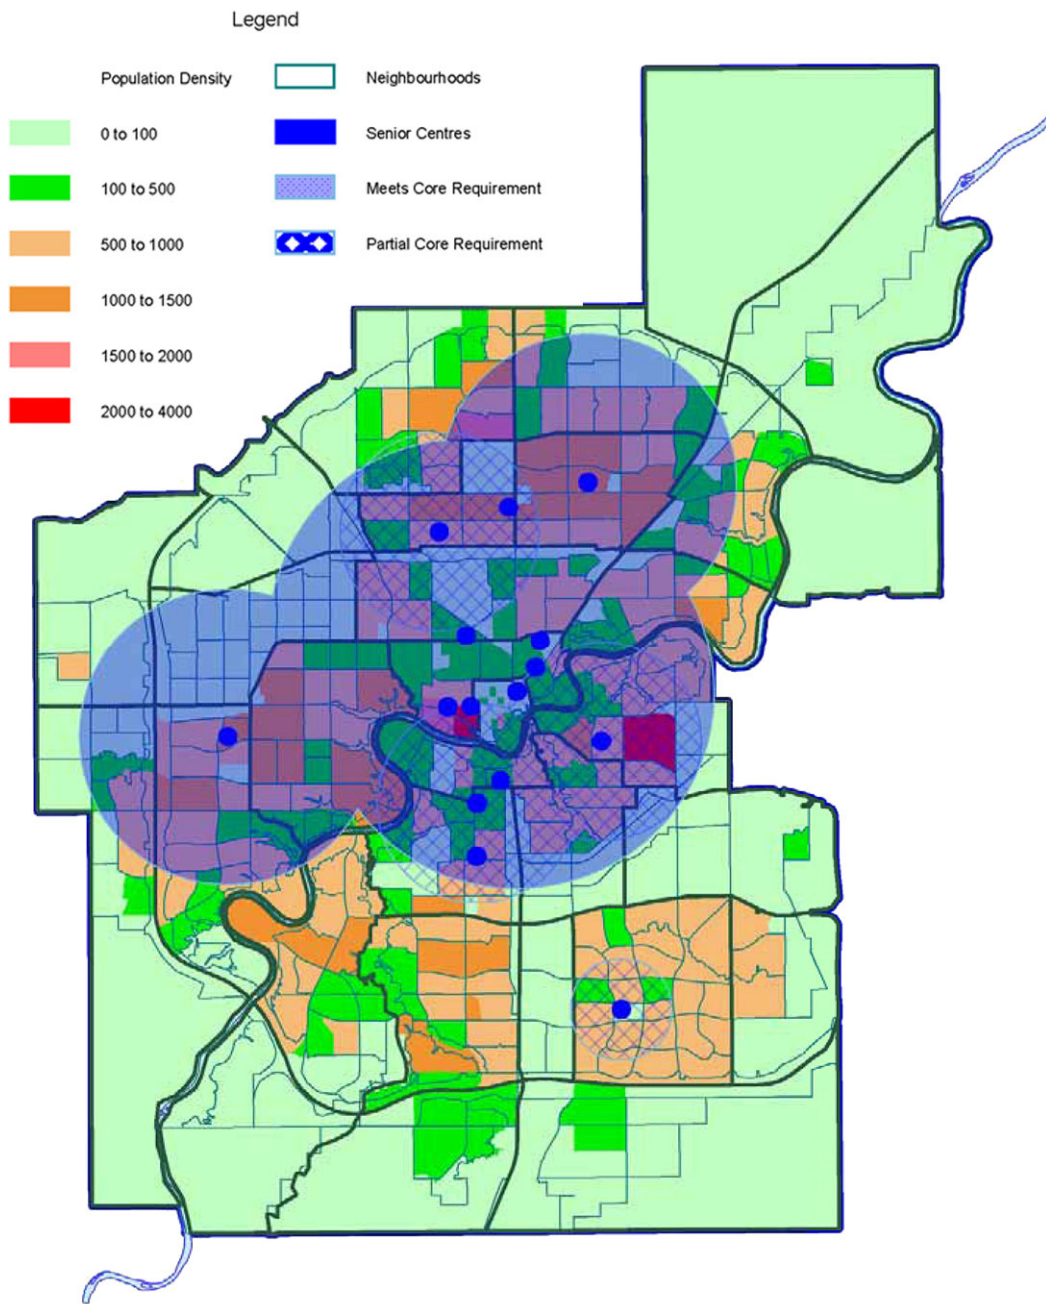 Legend
Population Density
Neighbourhoods
0 to 100
Senior Centres
100 to 500
Meets Core Requirement
500 to 1000
Partial Core Requirement
1000 to 1500
1500 to 2000
2000 to 4000